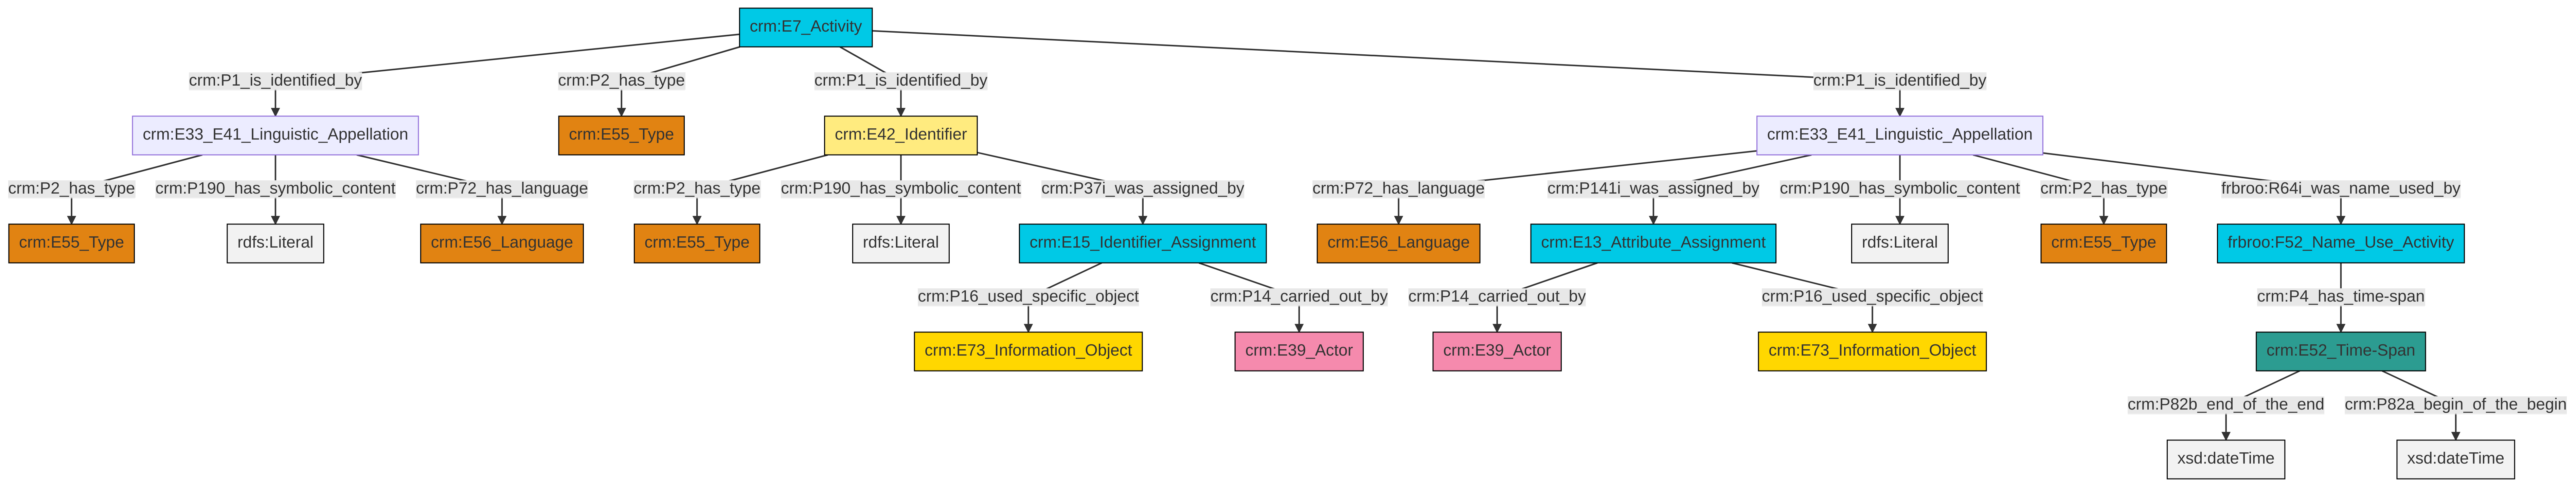 crm:E7_Activity
crm:P1_is_identified_by
crm:P2_has_type
crm:P1_is_identified_by
crm:P1_is_identified_by
crm:E33_E41_Linguistic_Appellation
crm:E55_Type
crm:E42_Identifier
crm:E33_E41_Linguistic_Appellation
crm:P2_has_type
crm:P190_has_symbolic_content
crm:P72_has_language
crm:P2_has_type
crm:P190_has_symbolic_content
crm:P37i_was_assigned_by
crm:P72_has_language
crm:P141i_was_assigned_by
crm:P190_has_symbolic_content
crm:P2_has_type
frbroo:R64i_was_name_used_by
crm:E55_Type
rdfs:Literal
crm:E56_Language
crm:E55_Type
rdfs:Literal
crm:E15_Identifier_Assignment
crm:E56_Language
crm:E13_Attribute_Assignment
rdfs:Literal
crm:E55_Type
frbroo:F52_Name_Use_Activity
crm:P16_used_specific_object
crm:P14_carried_out_by
crm:P14_carried_out_by
crm:P16_used_specific_object
crm:P4_has_time-span
crm:E73_Information_Object
crm:E39_Actor
crm:E39_Actor
crm:E73_Information_Object
crm:E52_Time-Span
crm:P82b_end_of_the_end
crm:P82a_begin_of_the_begin
xsd:dateTime
xsd:dateTime